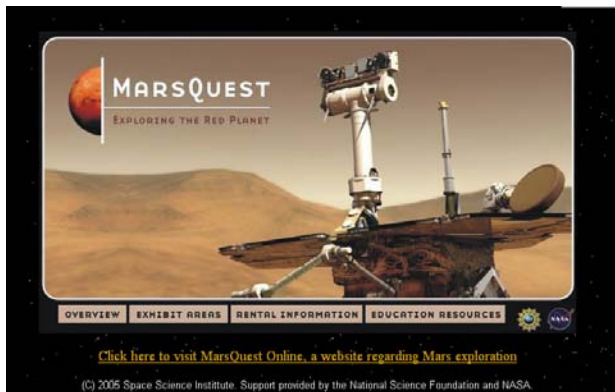 MARSQUEST
EXPLORING THE RED PLANET
OVERVIEW EXHIBIT AREAS RENTAL INFORMATION EDUCATION RESOURCES
NASA
Click here to visit MarsQuest Online, a website regarding Mars exploration
(C) 2005 Space Science Institute. Support provided by the National Science Foundation and NASA.